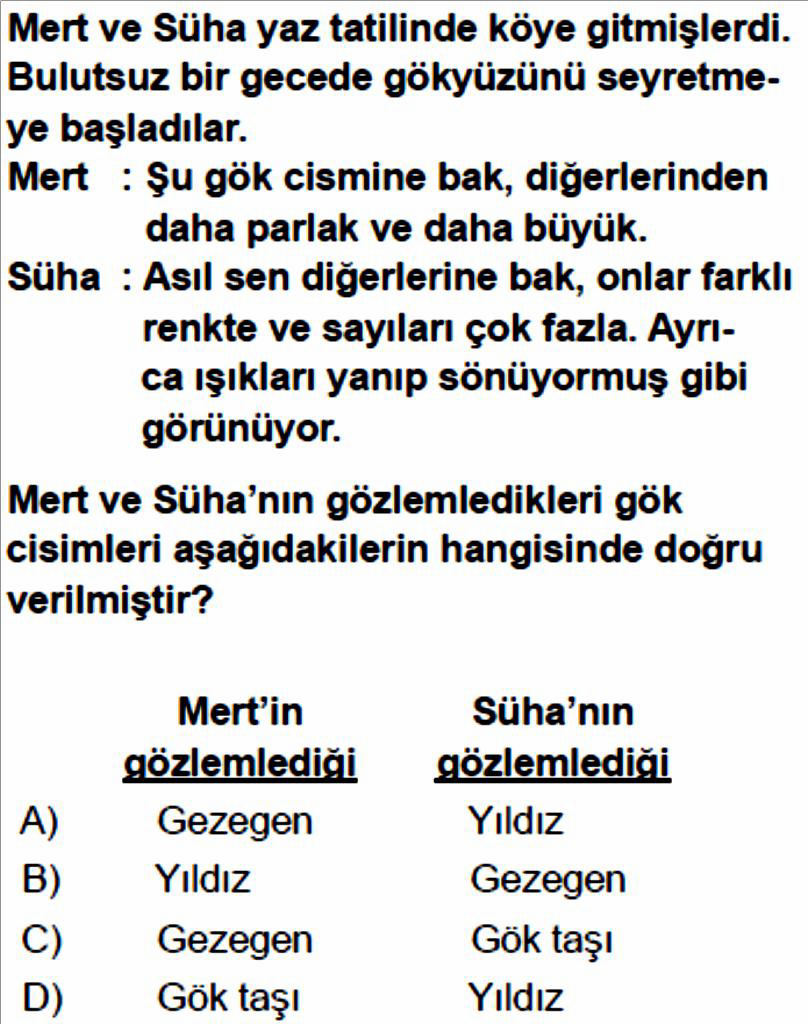 Mert ve Süha yaz tatilinde köye gitmişlerdi.
Bulutsuz bir gecede gökyüzünü seyretme-
ye başladılar.
Mert : Şu gök cismine bak, diğerlerinden
daha parlak ve daha büyük.
Süha : Asıl sen diğerlerine bak, onlar farklı
renkte ve sayıları çok fazla. Ayrı-
ca ışıkları yanıp sönüyormuş gibi
görünüyor.
Mert ve Süha’nın gözlemledikleri gök
cisimleri aşağıdakilerin hangisinde doğru
verilmiştir?
Mert’in Süha’nın
gözlemlediği gözlemlediği
A) Gezegen Yıldız
B) Yıldız Gezegen
C) Gezegen Gök taşı
D) Gök taşı Yıldız